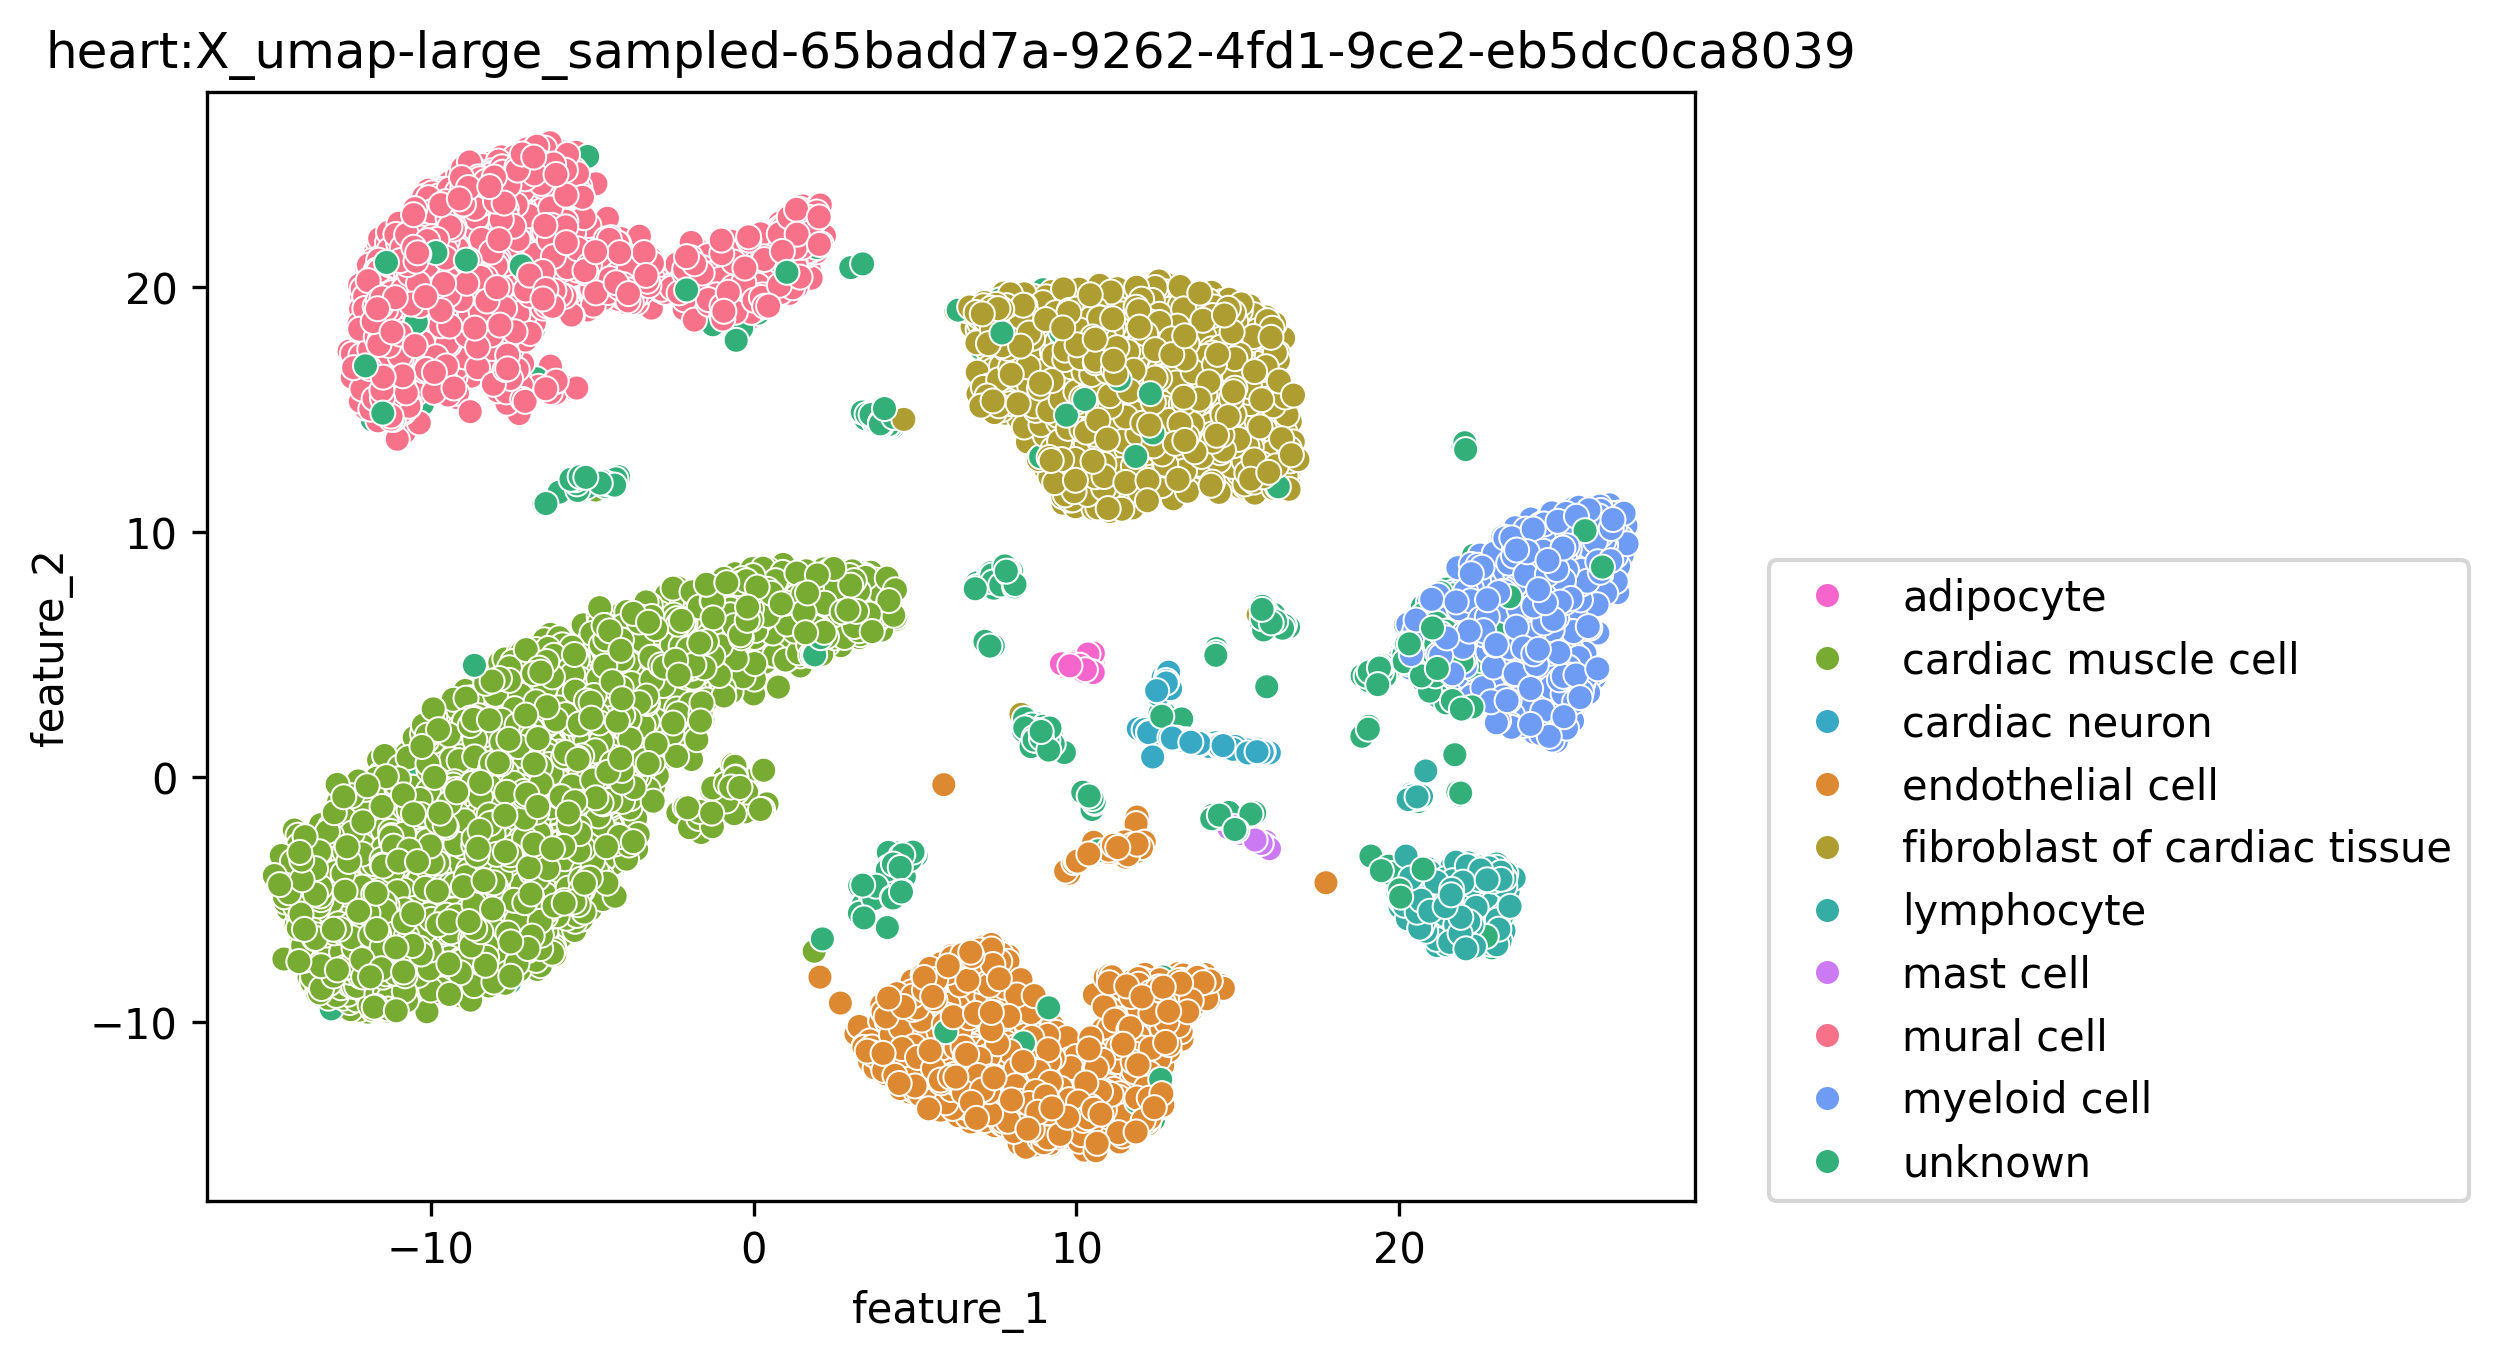 heart:X_umap-large_sampled-65badd7a-9262-4fd1-9ce2-eb5dc0ca8039
feature_2
20
10
0
−10
−10
0
10
20
feature_1
adipocyte
cardiac muscle cell
cardiac neuron
endothelial cell
fibroblast of cardiac tissue
lymphocyte
mast cell
mural cell
myeloid cell
unknown